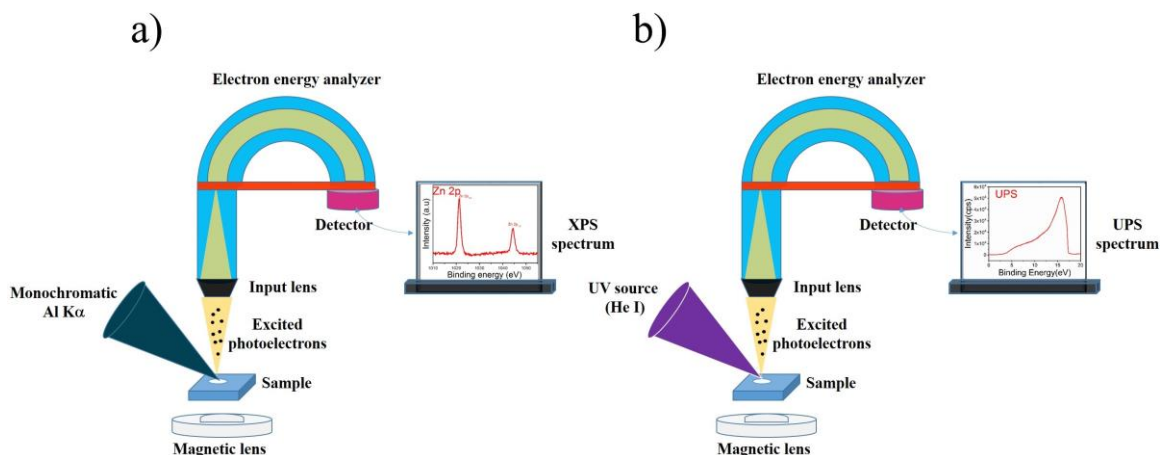 a)
Electron energy analyzer
Detector
Zn 2p
Intensity (a.u)
Binding energy (eV)
XPS
spectrum
Monochromatic
Al Kα
Input lens
Excited
photoelectrons
Sample
Magnetic lens
b)
Electron energy analyzer
Detector
UPS
Intensity(cps)
Binding Energy(eV)
UPS
spectrum
UV source
(He I)
Input lens
Excited
photoelectrons
Sample
Magnetic lens